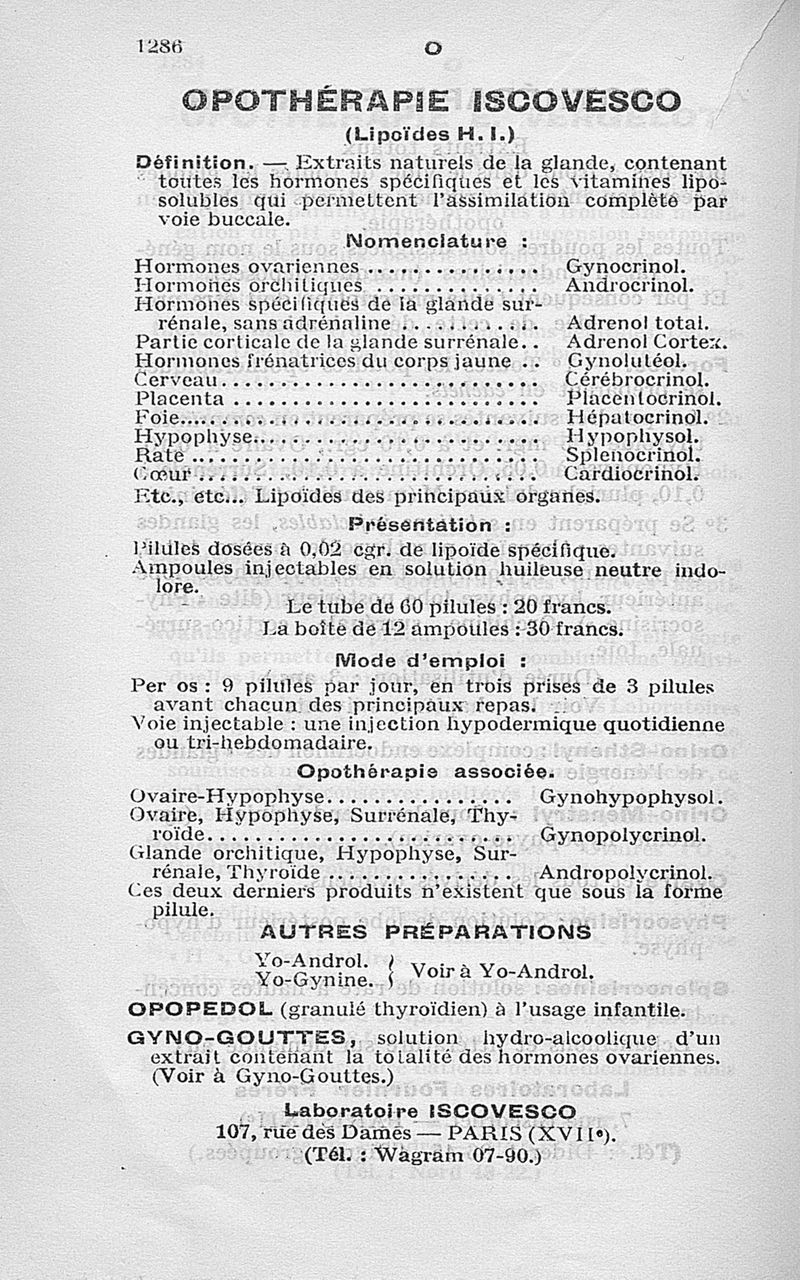 1286
O
OPOTHÉRAPIE ISCOVESCO
(Lipoïdes H. I.)
Définition. — Extraits naturels de la glande, contenant
toutes les hormones spécifiques et les vitamines lipo-
solubles qui permettent l'assimilation complète par
voie buccale.
Nomenclature :
Hormones ovariennes .................... Gynocrinol.
Hormones orchitiques ................... Androcrinol.
Hormones spécifiques de la glande sur-
rénale, sans adrénaline ................ Adrenol total.
Partie corticale de la glande surrénale.. Adrenol Cortex.
Hormones frénatrices du corps jaune .. Gynolutéol.
Cerveau ................................ Cérébrocrinol.
Placenta ............................... Placentocrinol.
Foie.................................... Hépatocrinol.
Hypophyse............................... Hypophysol.
Rate ................................... Splenocrinol.
Cœur ................................... Cardiocrinol.
Etc., etc... Lipoïdes des principaux organes.
Présentation :
Pilules dosées à 0,02 cgr. de lipoïde spécifique.
Ampoules injectables en solution huileuse neutre indo-
lore.
Le tube de 60 pilules : 20 francs.
La boîte de 12 ampoules : 30 francs.
Mode d'emploi :
Per os : 9 pilules par jour, en trois prises de 3 pilules
avant chacun des principaux repas.
Voie injectable : une injection hypodermique quotidienne
ou tri-hebdomadaire.
Opothérapie associée.
Ovaire-Hypophyse................ Gynohypophysol.
Ovaire, Hypophyse, Surrénale, Thy-
roïde........................... Gynopolycrinol.
Glande orchitique, Hypophyse, Sur-
rénale, Thyroïde ................ Andropolycrinol.
Ces deux derniers produits n'existent que sous la forme
pilule.
AUTRES PRÉPARATIONS
Yo-Androl. }
Yo-Gynine. } Voir à Yo-Androl.
OPOPEDOL (granulé thyroïdien) à l'usage infantile.
GYNO-GOUTTES, solution hydro-alcoolique d'un
extrait contenant la totalité des hormones ovariennes.
(Voir à Gyno-Gouttes.)
Laboratoire ISCOVESCO
107, rue des Dames — PARIS (XVIIe).
(Tél. : Wagram 07-90.)